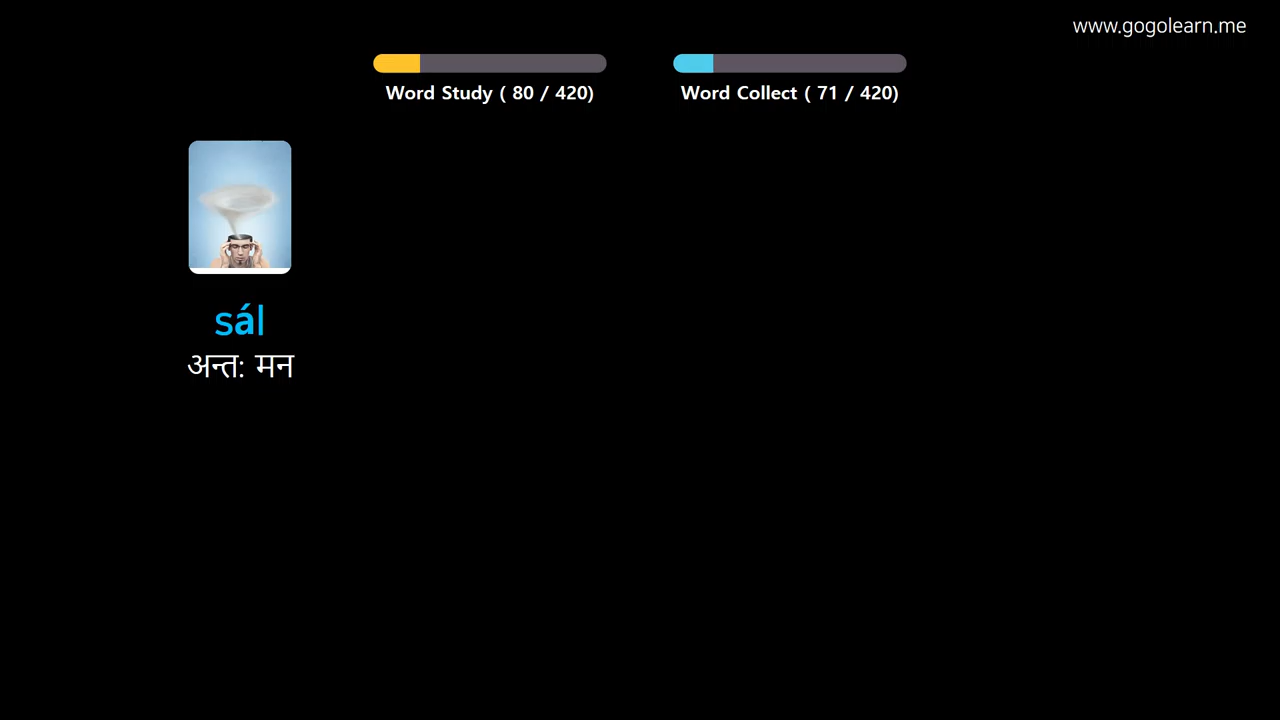 www.gogolearn.me
Word Study ( 80 / 420)
Word Collect ( 71 / 420)
sál
अन्त: मन